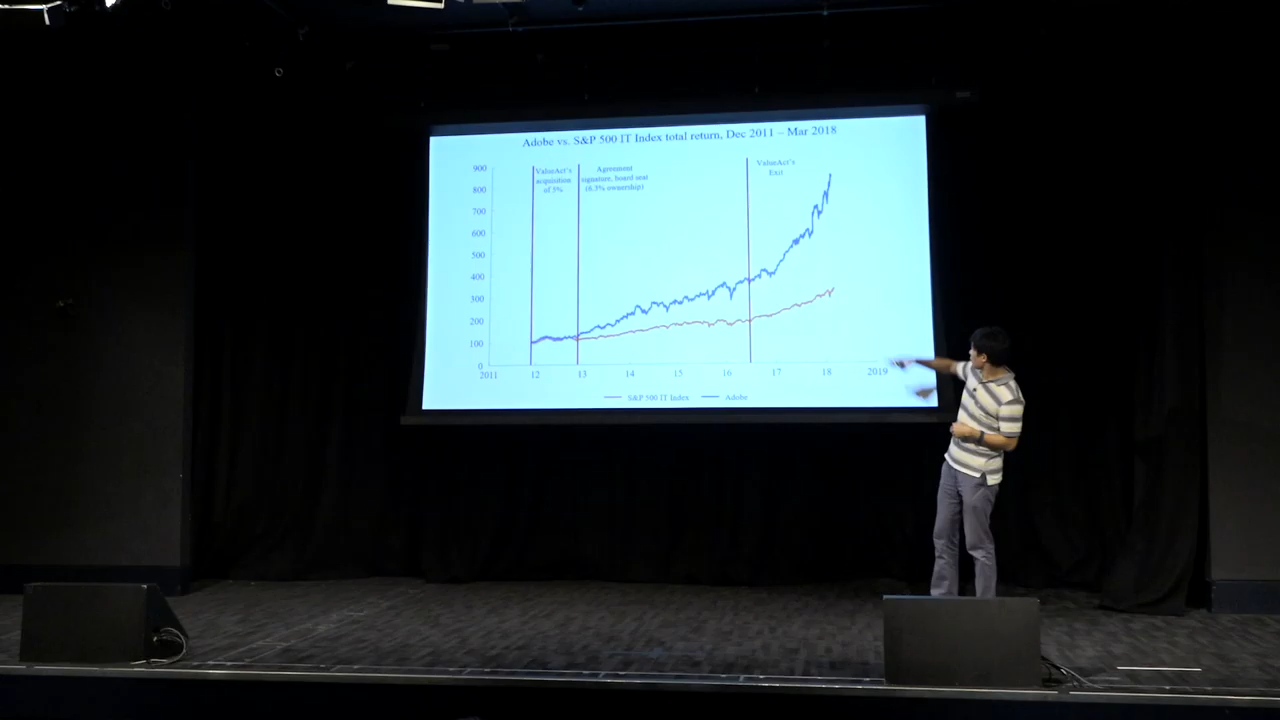 Adobe vs. S&P 500 IT Index total return, Dec 2011 – Mar 2018
900
800
700
600
500
400
300
200
100
0
ValueAct's
acquisition
of 5%
Agreement
signature, board seat
(6.3% ownership)
ValueAct's
Exit
2011
12
13
14
15
16
17
18
2019
S&P 500 IT Index
Adobe